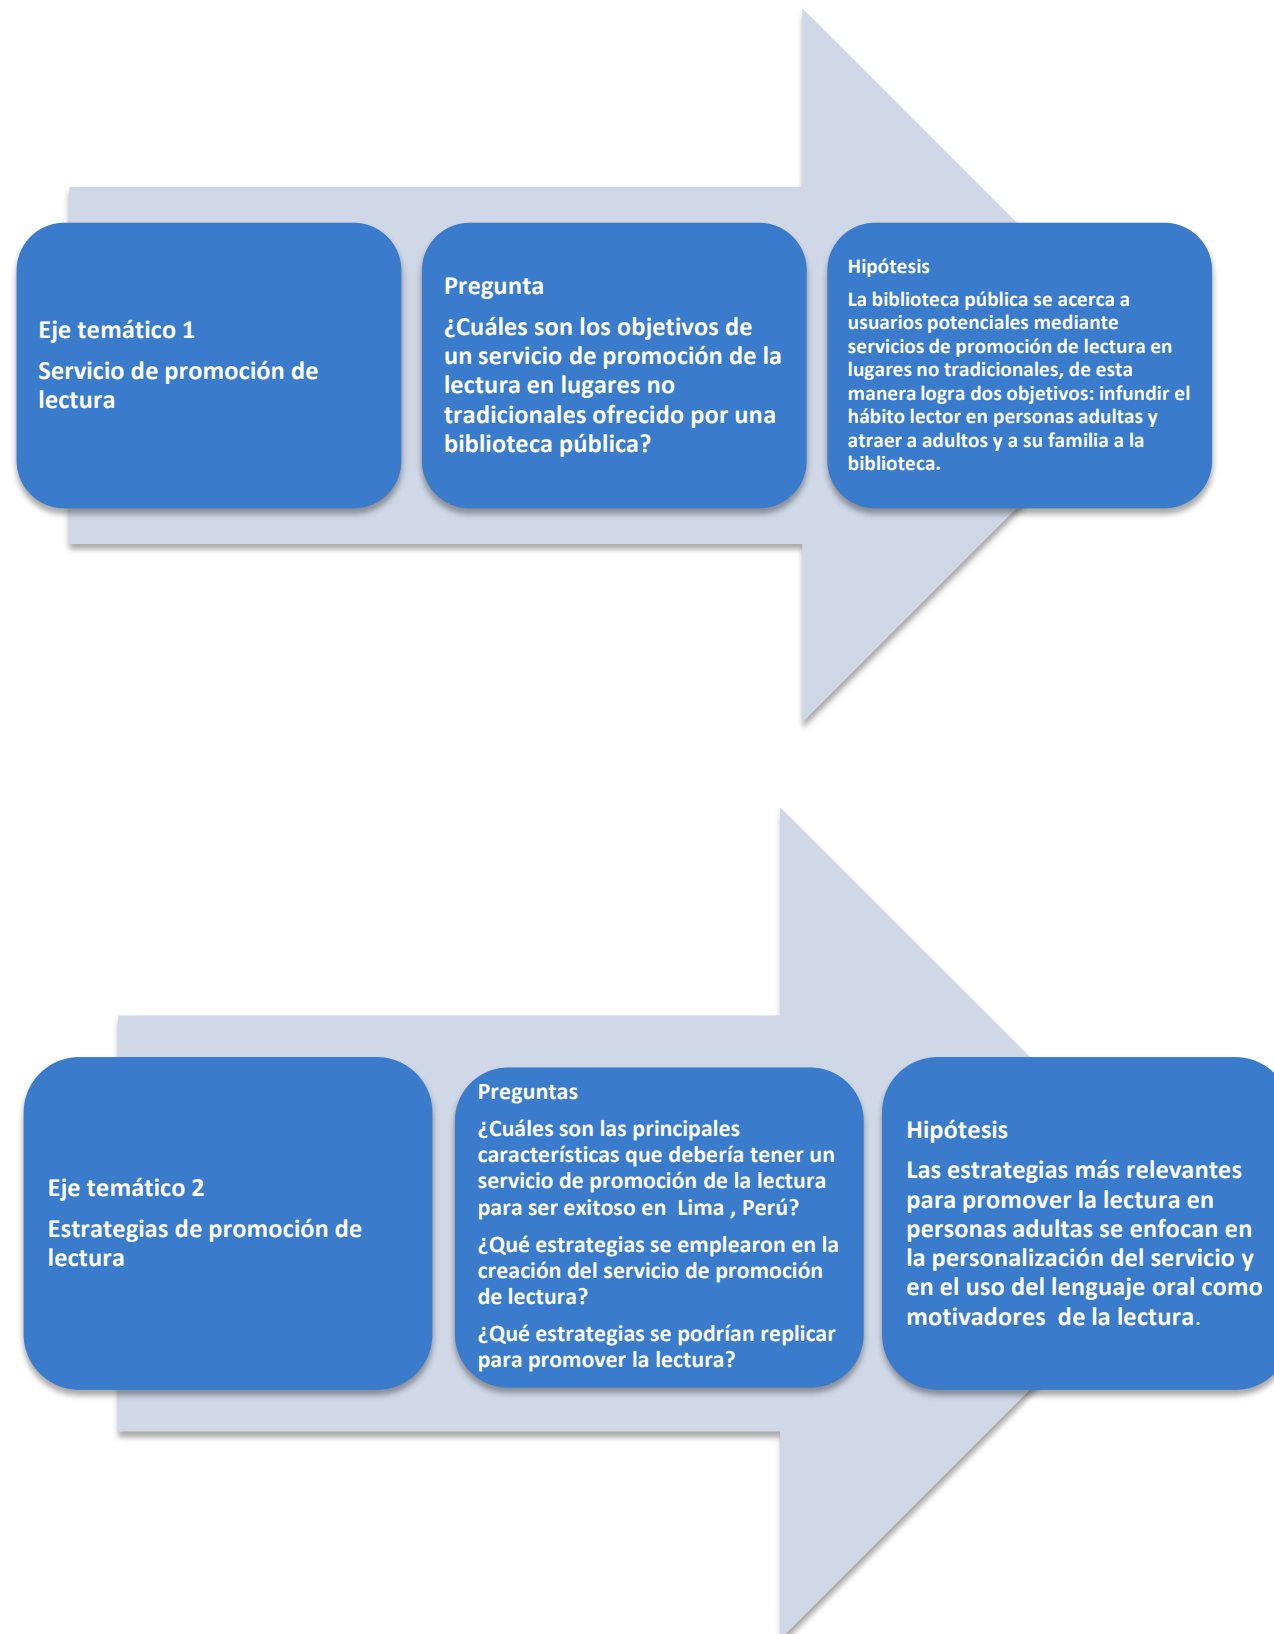 Eje temático 1
Servicio de promoción de
lectura
Pregunta
¿Cuáles son los objetivos de
un servicio de promoción de la
lectura en lugares no
tradicionales ofrecido por una
biblioteca pública?
Hipótesis
La biblioteca pública se acerca a
usuarios potenciales mediante
servicios de promoción de lectura en
lugares no tradicionales, de esta
manera logra dos objetivos: infundir el
hábito lector en personas adultas y
atraer a adultos y a su familia a la
biblioteca.
Eje temático 2
Estrategias de promoción de
lectura
Preguntas
¿Cuáles son las principales
características que debería tener un
servicio de promoción de la lectura
para ser exitoso en  Lima , Perú?
¿Qué estrategias se emplearon en la
creación del servicio de promoción
de lectura?
¿Qué estrategias se podrían replicar
para promover la lectura?
Hipótesis
Las estrategias más relevantes
para promover la lectura en
personas adultas se enfocan en
la personalización del servicio y
en el uso del lenguaje oral como
motivadores  de la lectura.